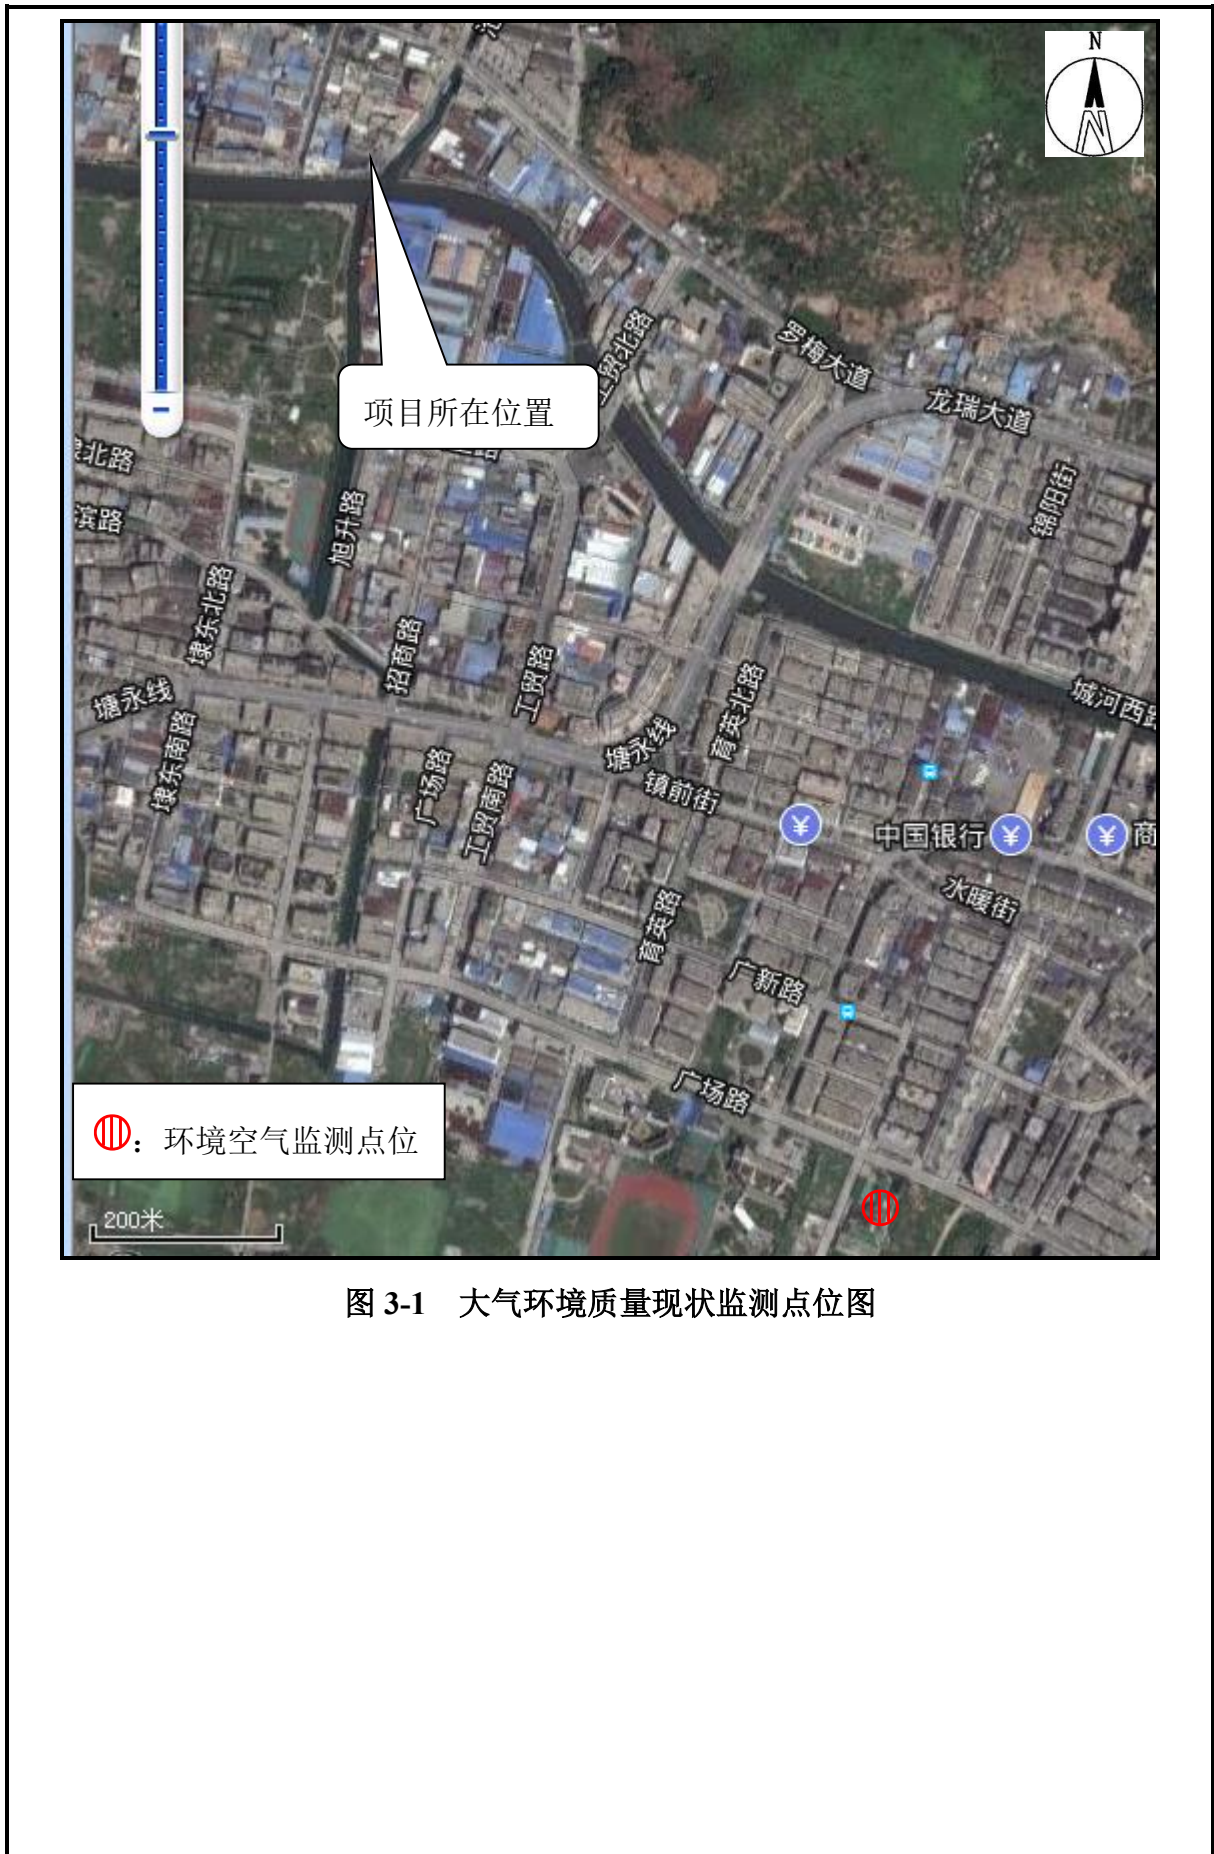 N
罗梅大道
龙瑞大道
工贸北路
项目所在位置
锦阳街
北路
滨路
旭升路
埭东北路
招商路
工贸路
育英北路
城河西路
塘永线
塘永线
埭东南路
广场路
工贸南路
镇前街
中国银行
商
水暖街
育英路
广新路
广场路
:环境空气监测点位
200米
图 3-1 大气环境质量现状监测点位图